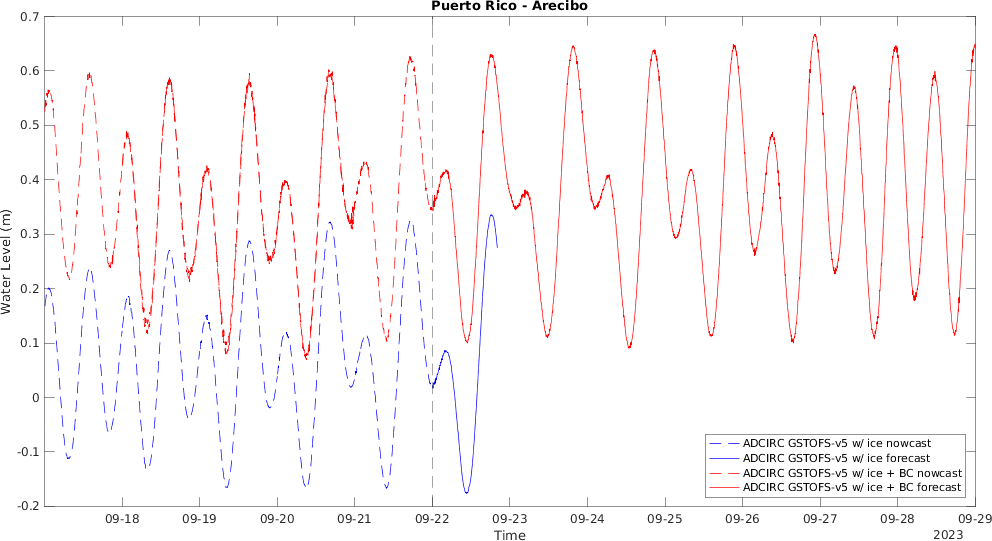 Puerto Rico - Arecibo
0.7
0.6
0.5
0.4
0.3
0.2
0.1
0
-0.1
-0.2
Water Level (m)
ADCIRC GSTOFS-v5 w/ ice nowcast
ADCIRC GSTOFS-v5 w/ ice forecast
ADCIRC GSTOFS-v5 w/ ice + BC nowcast
ADCIRC GSTOFS-v5 w/ ice + BC forecast
09-18 09-19 09-20 09-21 09-22 09-23 09-24 09-25 09-26 09-27 09-28 09-29
Time
2023